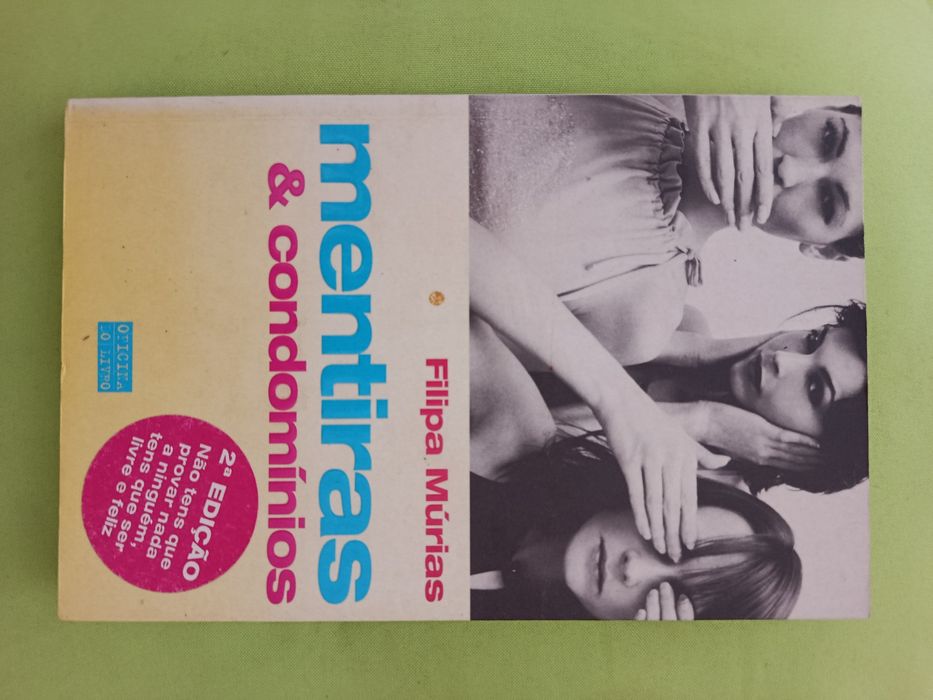 Filipa Múrias
mentiras
& condomínios
2ª EDIÇÃO
Não tens que
provar nada
a ninguém,
tens que ser
livre e feliz
OFICINA
DO LIVRO